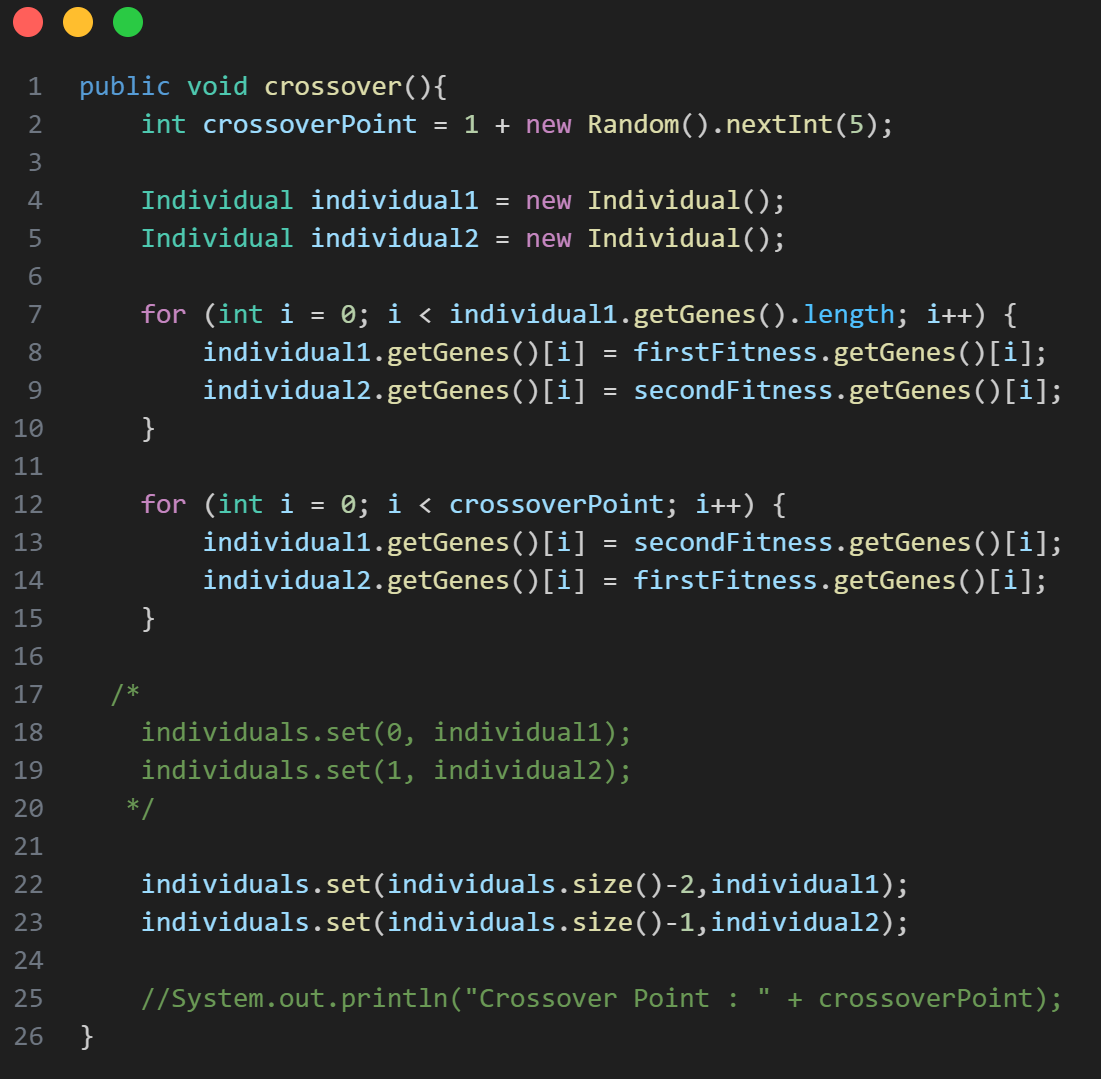 1 public void crossover(){
2     int crossoverPoint = 1 + new Random().nextInt(5);
3
4     Individual individual1 = new Individual();
5     Individual individual2 = new Individual();
6
7     for (int i = 0; i < individual1.getGenes().length; i++) {
8         individual1.getGenes()[i] = firstFitness.getGenes()[i];
9         individual2.getGenes()[i] = secondFitness.getGenes()[i];
10     }
11
12     for (int i = 0; i < crossoverPoint; i++) {
13         individual1.getGenes()[i] = secondFitness.getGenes()[i];
14         individual2.getGenes()[i] = firstFitness.getGenes()[i];
15     }
16
17   /*
18     individuals.set(0, individual1);
19     individuals.set(1, individual2);
20    */
21
22     individuals.set(individuals.size()-2,individual1);
23     individuals.set(individuals.size()-1,individual2);
24
25     //System.out.println("Crossover Point : " + crossoverPoint);
26 }